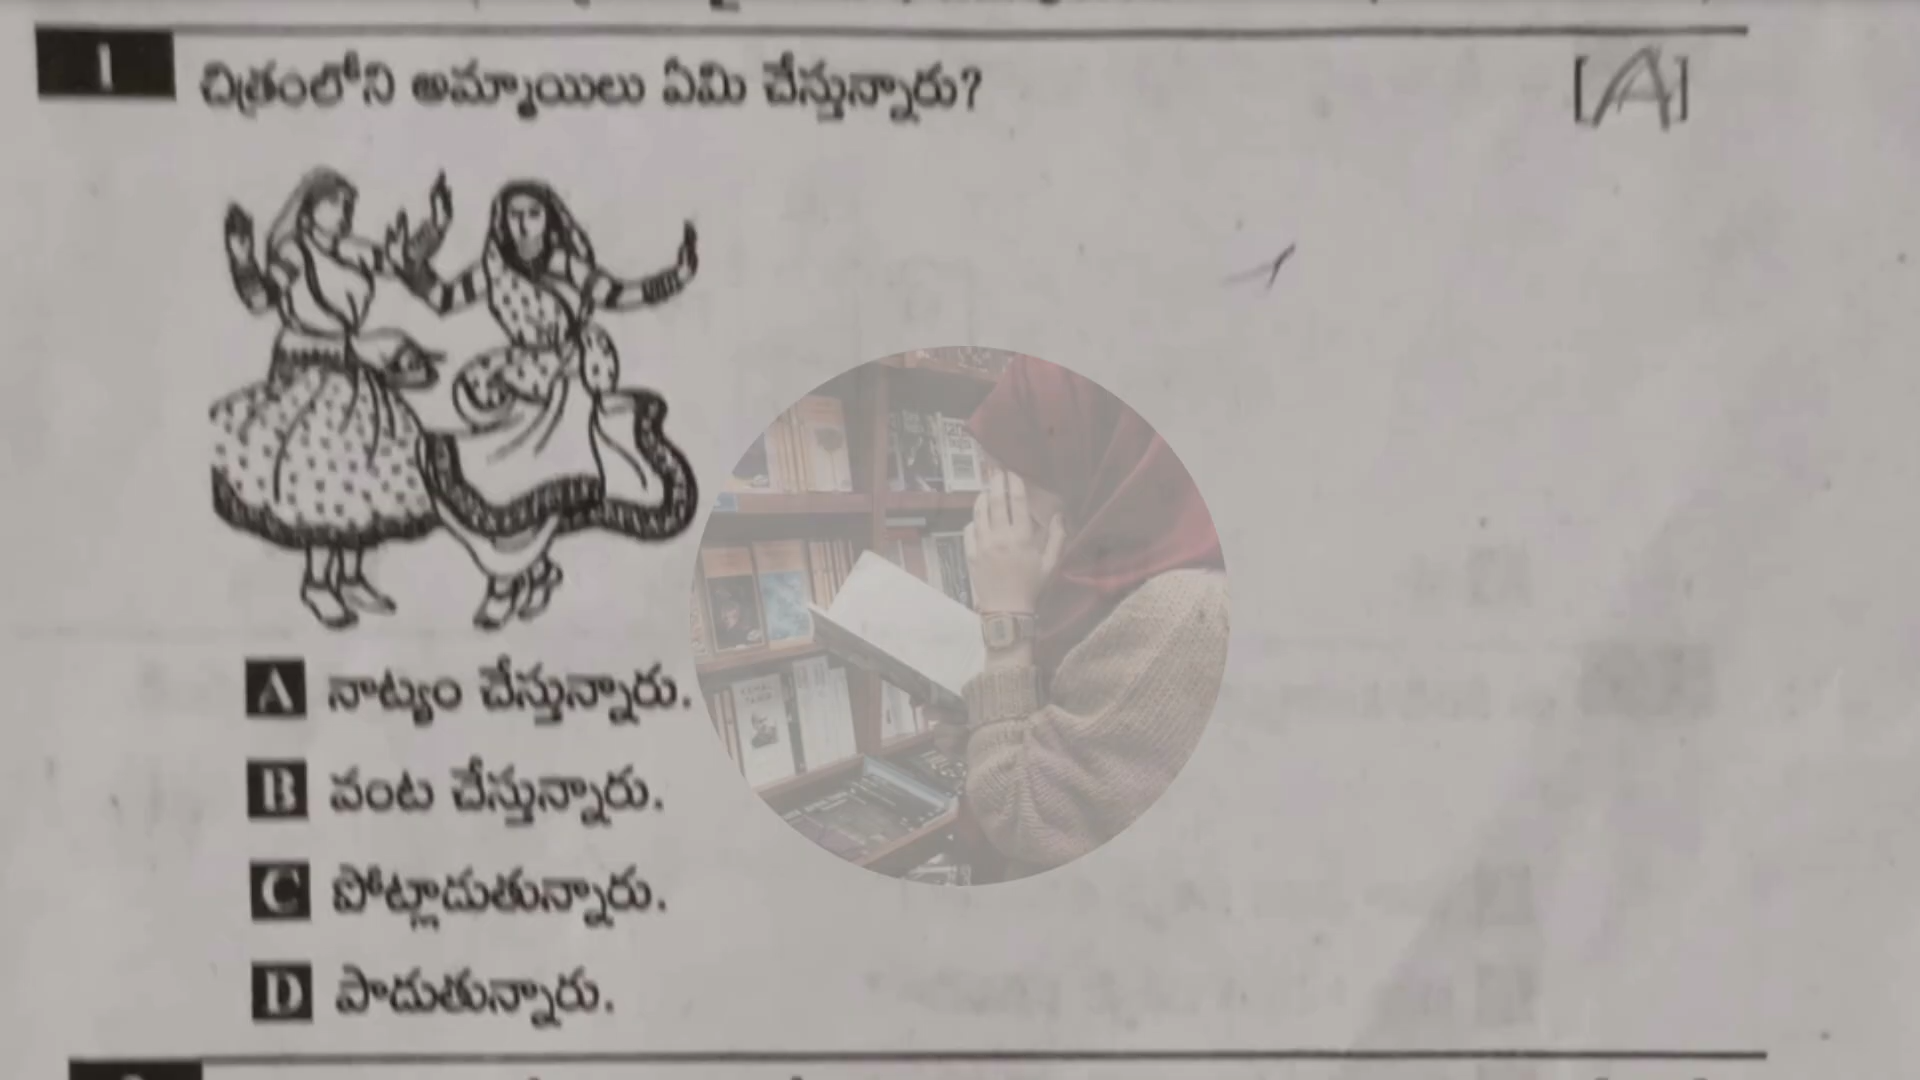 1 చిత్రంలోని అమ్మాయిలు ఏమి చేస్తున్నారు? [A]
A నాట్యం చేస్తున్నారు.
B వంట చేస్తున్నారు.
C పోట్లాడుతున్నారు.
D పాడుతున్నారు.